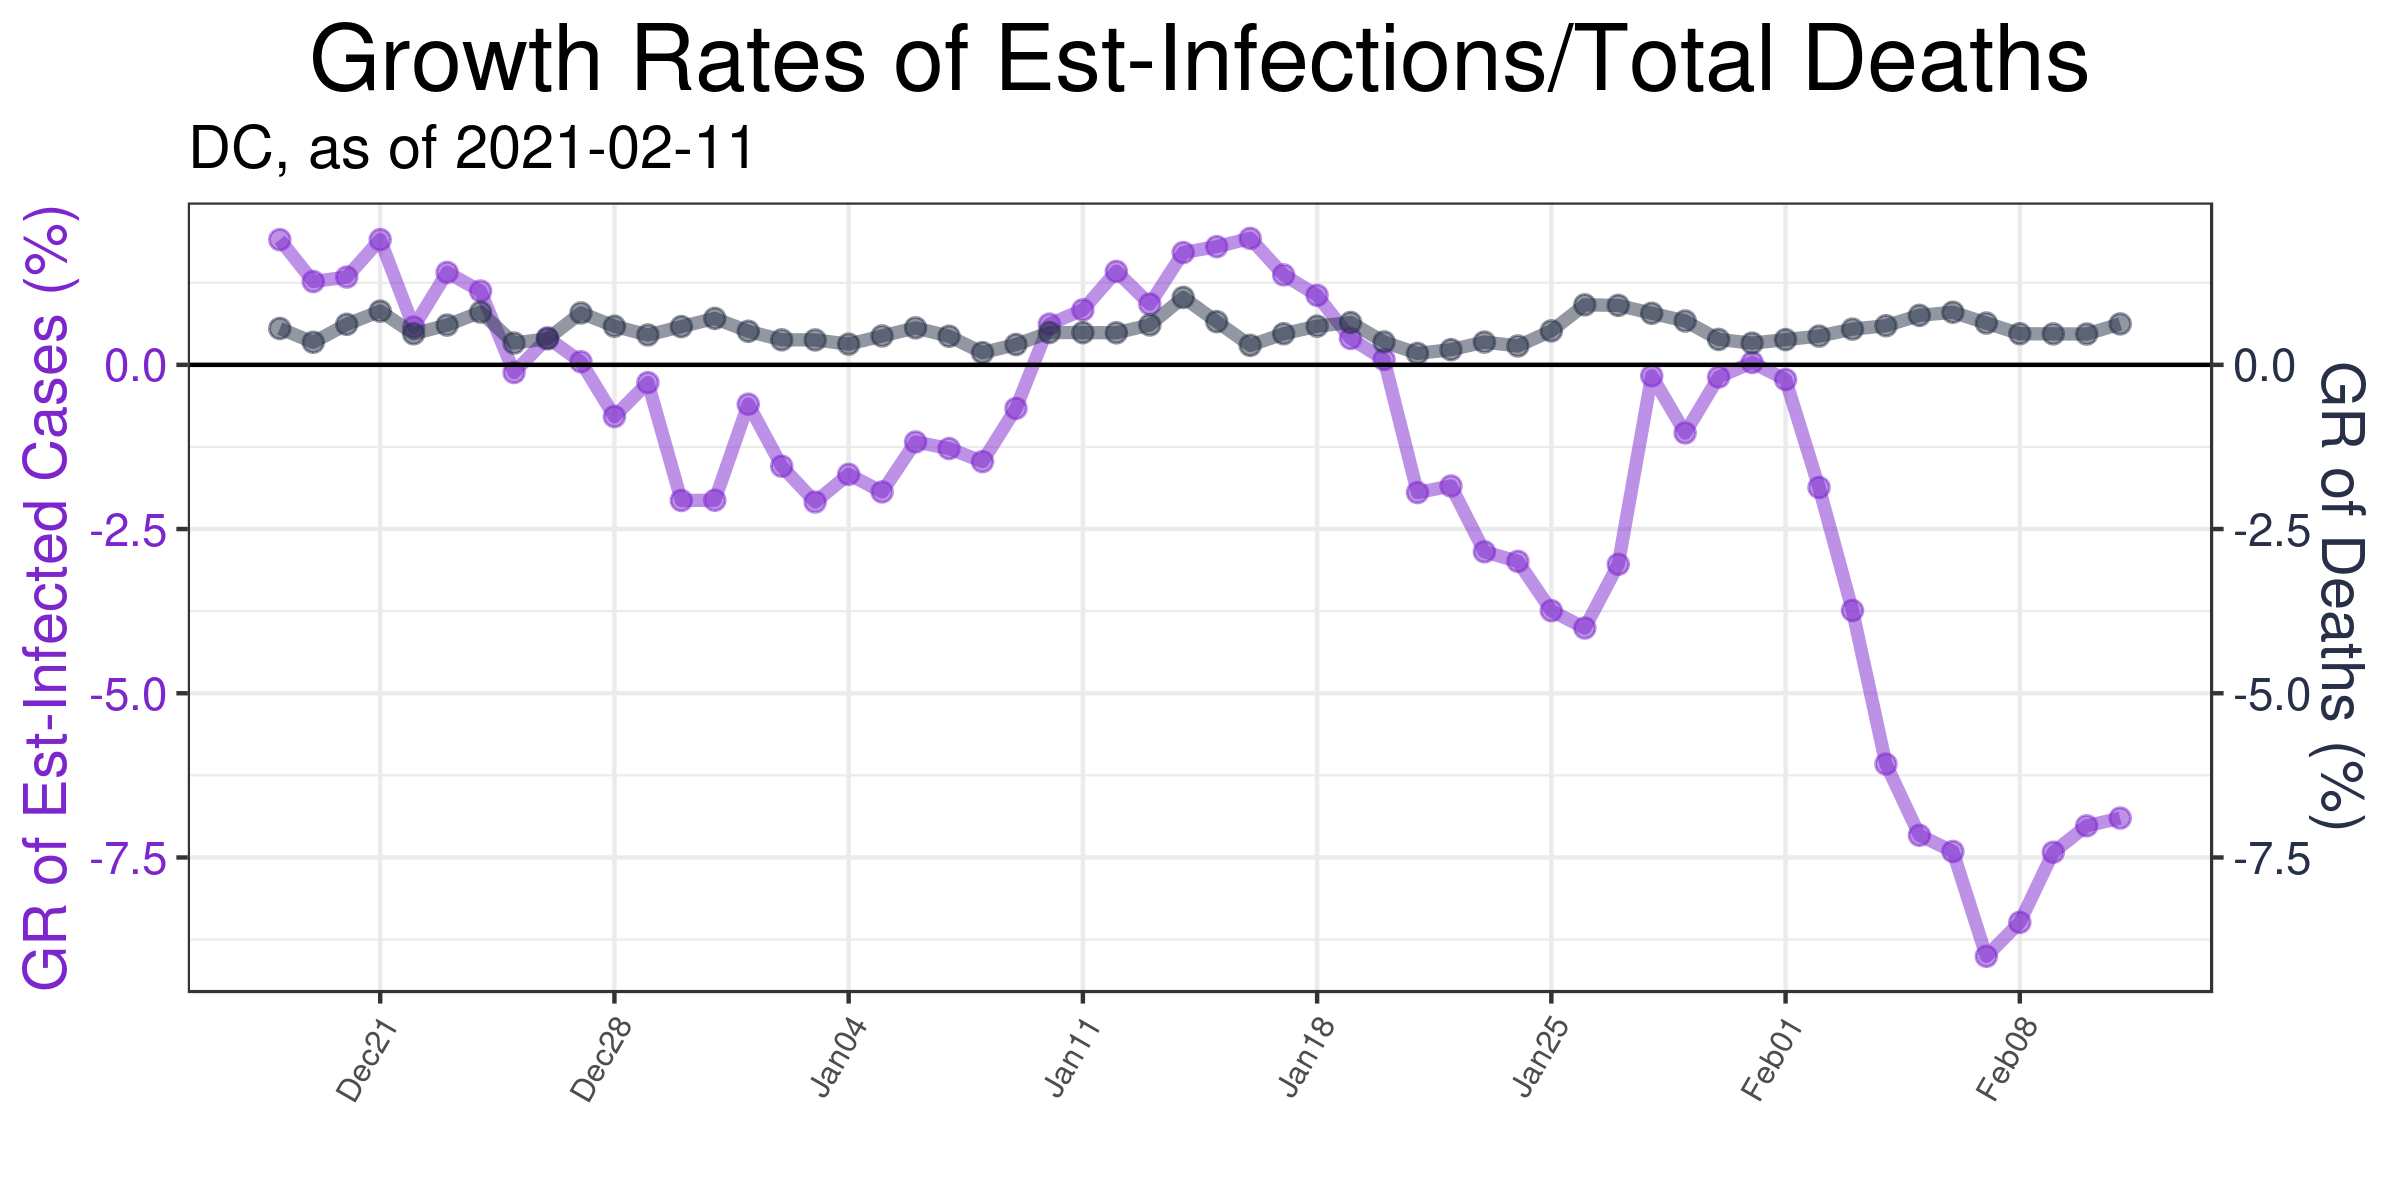 Growth Rates of Est-Infections/Total Deaths
DC, as of 2021-02-11
GR of Est-Infected Cases (%)
0.0
-2.5
-5.0
-7.5
0.0
-2.5
-5.0
-7.5
GR of Deaths (%)
Dec21
Dec28
Jan04
Jan11
Jan18
Jan25
Feb01
Feb08